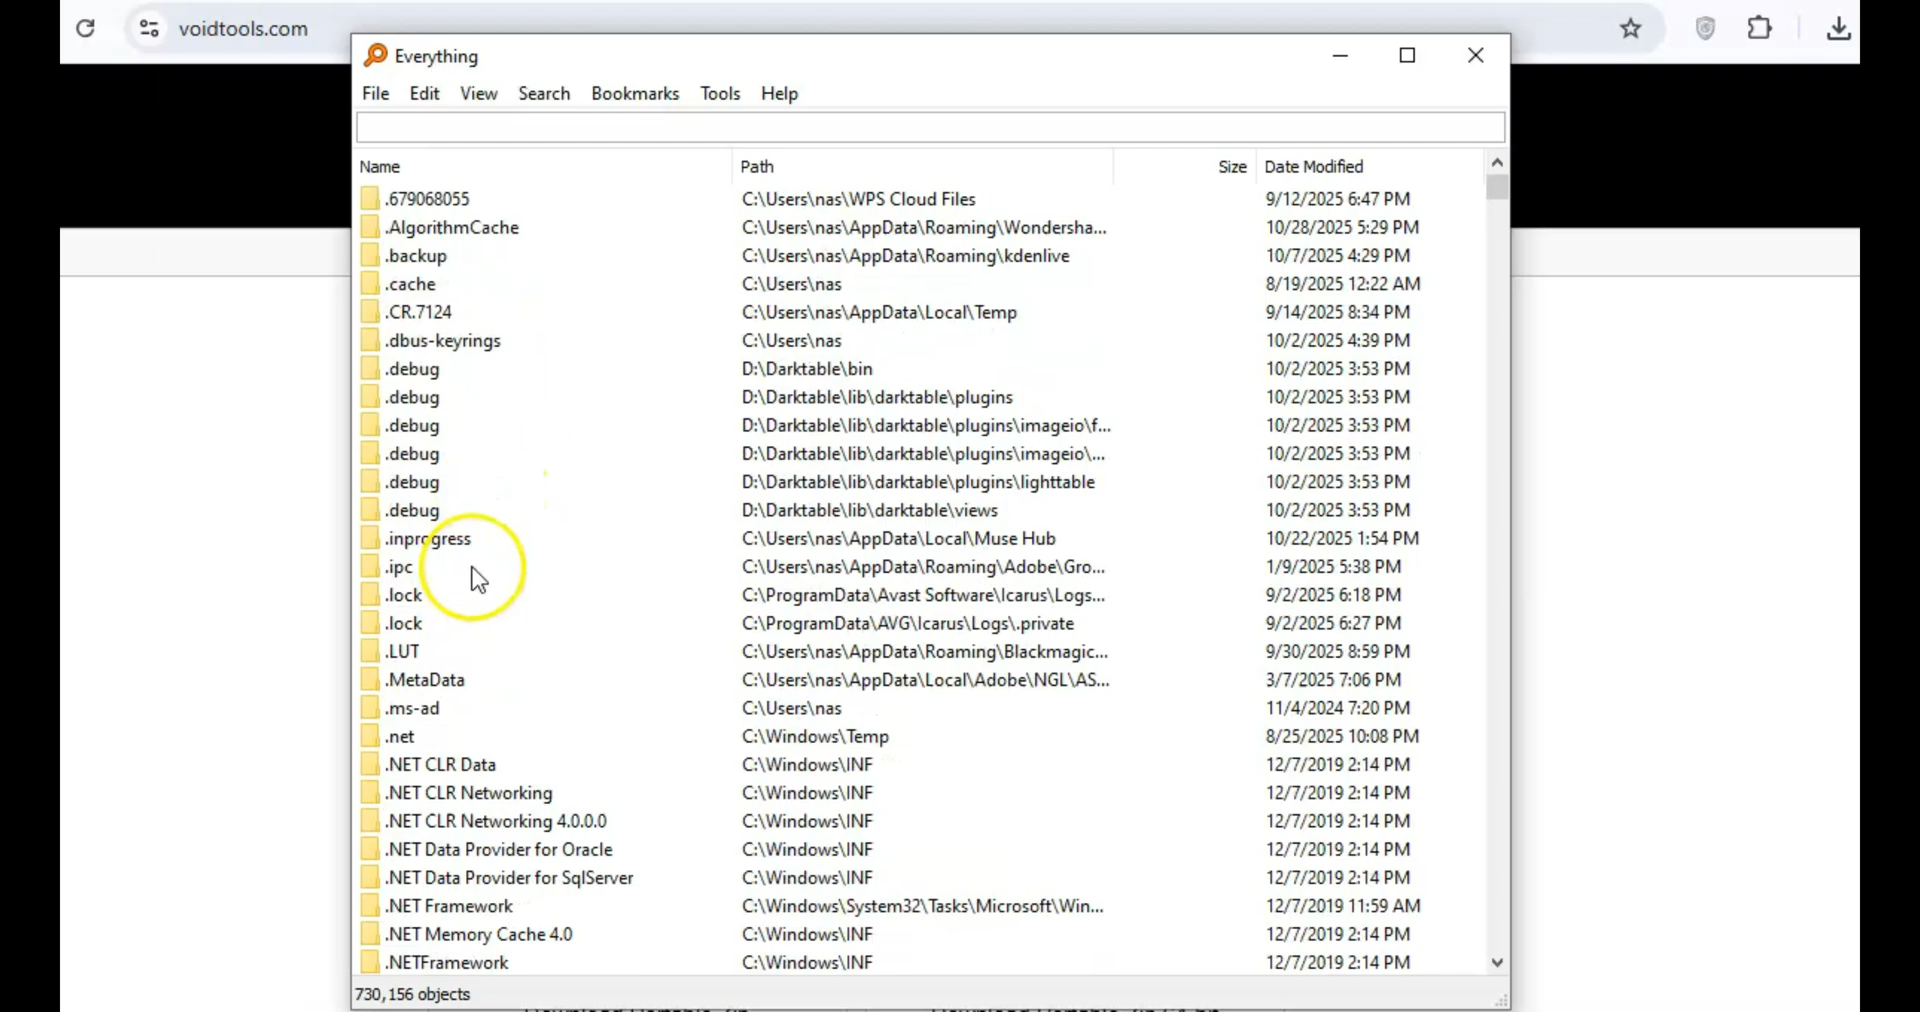 voidtools.com
Everything
File Edit View Search Bookmarks Tools Help
Name Path Size Date Modified
.679068055 C:\Users\nas\WPS Cloud Files 9/12/2025 6:47 PM
.AlgorithmCache C:\Users\nas\AppData\Roaming\Wondersha... 10/28/2025 5:29 PM
.backup C:\Users\nas\AppData\Roaming\kdenlive 10/7/2025 4:29 PM
.cache C:\Users\nas 8/19/2025 12:22 AM
.CR.7124 C:\Users\nas\AppData\Local\Temp 9/14/2025 8:34 PM
.dbus-keyrings C:\Users\nas 10/2/2025 4:39 PM
.debug D:\Darktable\bin 10/2/2025 3:53 PM
.debug D:\Darktable\lib\darktable\plugins 10/2/2025 3:53 PM
.debug D:\Darktable\lib\darktable\plugins\imageio\f... 10/2/2025 3:53 PM
.debug D:\Darktable\lib\darktable\plugins\imageio\... 10/2/2025 3:53 PM
.debug D:\Darktable\lib\darktable\plugins\lighttable 10/2/2025 3:53 PM
.debug D:\Darktable\lib\darktable\views 10/2/2025 3:53 PM
.inprogress C:\Users\nas\AppData\Local\Muse Hub 10/22/2025 1:54 PM
.ipc C:\Users\nas\AppData\Roaming\Adobe\Gro... 1/9/2025 5:38 PM
.lock C:\ProgramData\Avast Software\Icarus\Logs... 9/2/2025 6:18 PM
.lock C:\ProgramData\AVG\Icarus\Logs\.private 9/2/2025 6:27 PM
.LUT C:\Users\nas\AppData\Roaming\Blackmagic... 9/30/2025 8:59 PM
.MetaData C:\Users\nas\AppData\Local\Adobe\NGL\AS... 3/7/2025 7:06 PM
.ms-ad C:\Users\nas 11/4/2024 7:20 PM
.net C:\Windows\Temp 8/25/2025 10:08 PM
.NET CLR Data C:\Windows\INF 12/7/2019 2:14 PM
.NET CLR Networking C:\Windows\INF 12/7/2019 2:14 PM
.NET CLR Networking 4.0.0.0 C:\Windows\INF 12/7/2019 2:14 PM
.NET Data Provider for Oracle C:\Windows\INF 12/7/2019 2:14 PM
.NET Data Provider for SqlServer C:\Windows\INF 12/7/2019 2:14 PM
.NET Framework C:\Windows\System32\Tasks\Microsoft\Win... 12/7/2019 11:59 AM
.NET Memory Cache 4.0 C:\Windows\INF 12/7/2019 2:14 PM
.NETFramework C:\Windows\INF 12/7/2019 2:14 PM
730,156 objects